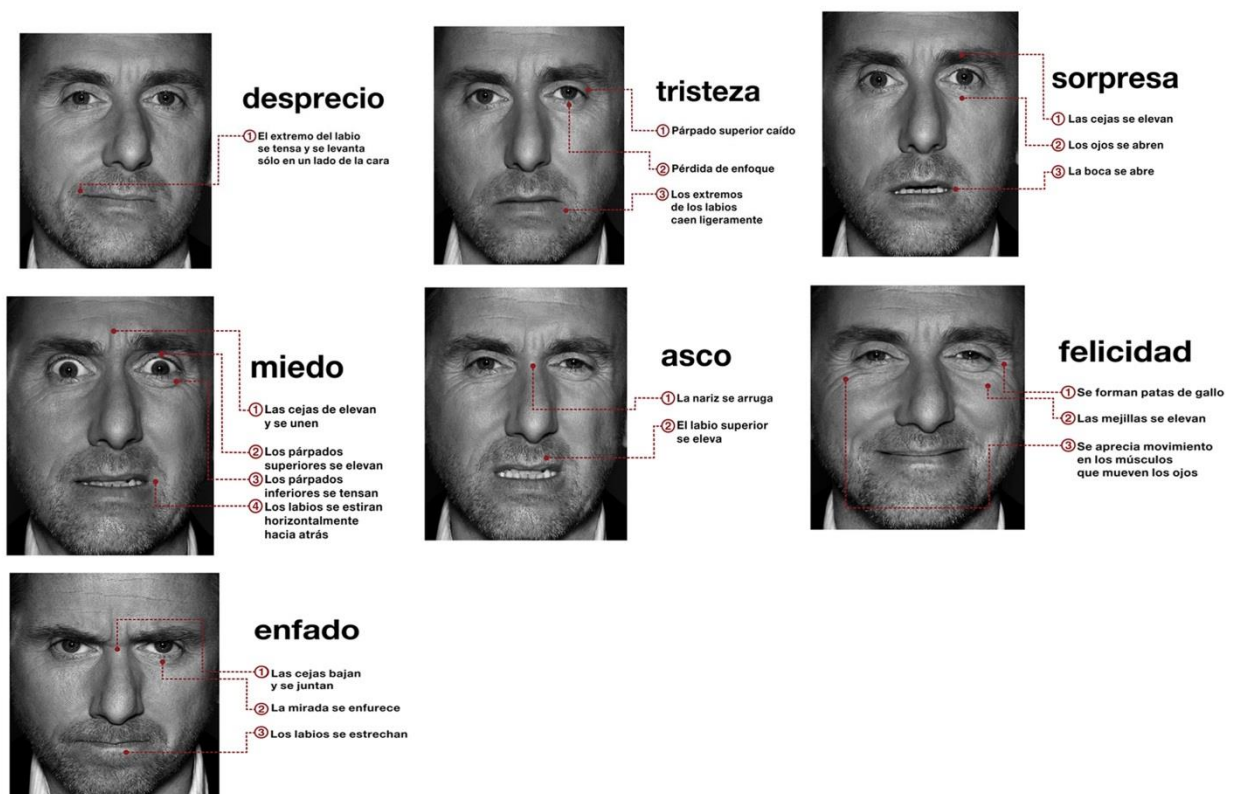 desprecio
① El extremo del labio
se tensa y se levanta
sólo en un lado de la cara
tristeza
① Párpado superior caído
② Pérdida de enfoque
③ Los extremos
de los labios
caen ligeramente
sorpresa
① Las cejas se elevan
② Los ojos se abren
③ La boca se abre
miedo
① Las cejas de elevan
y se unen
② Los párpados
superiores se elevan
③ Los párpados
inferiores se tensan
④ Los labios se estiran
horizontalmente
hacia atrás
asco
① La nariz se arruga
② El labio superior
se eleva
felicidad
① Se forman patas de gallo
② Las mejillas se elevan
③ Se aprecia movimiento
en los músculos
que mueven los ojos
enfado
① Las cejas bajan
y se juntan
② La mirada se enfurece
③ Los labios se estrechan